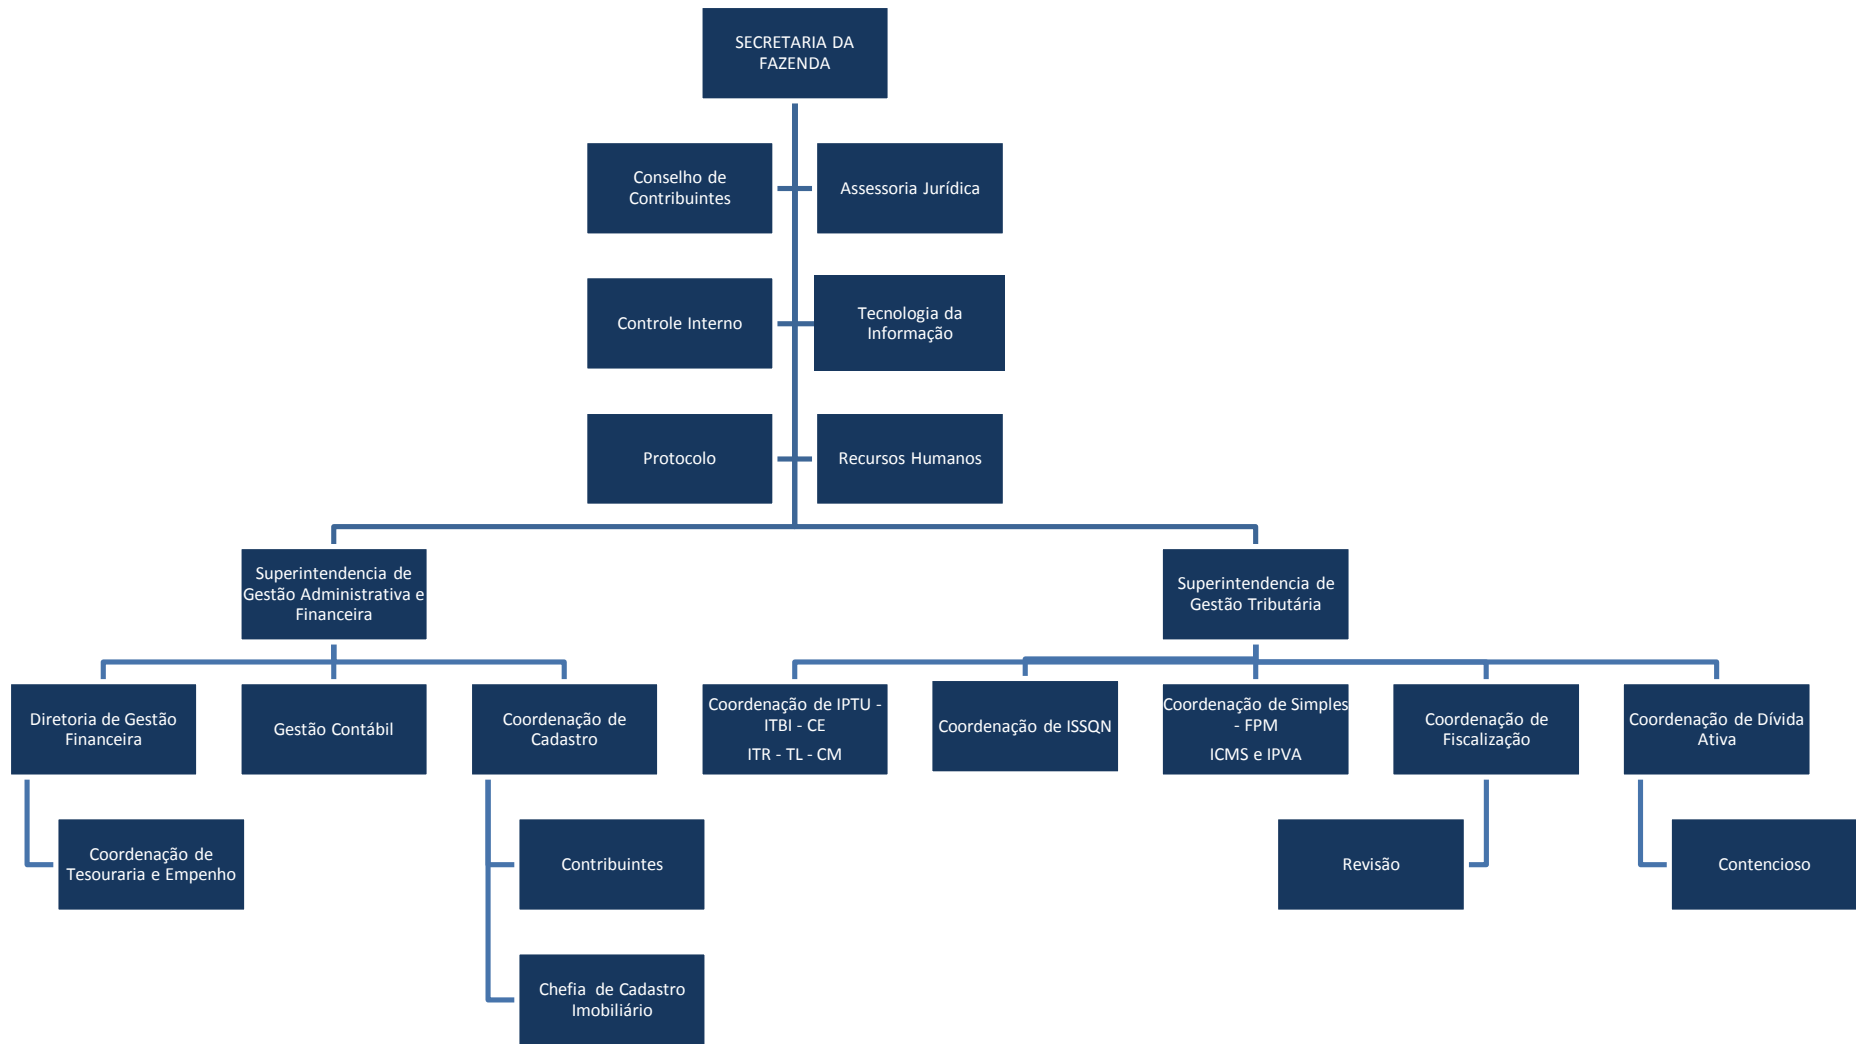 SECRETARIA DA
FAZENDA
Conselho de
Contribuintes
Assessoria Jurídica
Controle Interno
Tecnologia da
Informação
Protocolo
Recursos Humanos
Superintendencia de
Gestão Administrativa e
Financeira
Superintendencia de
Gestão Tributária
Diretoria de Gestão
Financeira
Gestão Contábil
Coordenação de
Cadastro
Coordenação de IPTU -
ITBI - CE
ITR - TL - CM
Coordenação de ISSQN
Coordenação de Simples
- FPM
ICMS e IPVA
Coordenação de
Fiscalização
Coordenação de Dívida
Ativa
Coordenação de
Tesouraria e Empenho
Contribuintes
Revisão
Contencioso
Chefia de Cadastro
Imobiliário